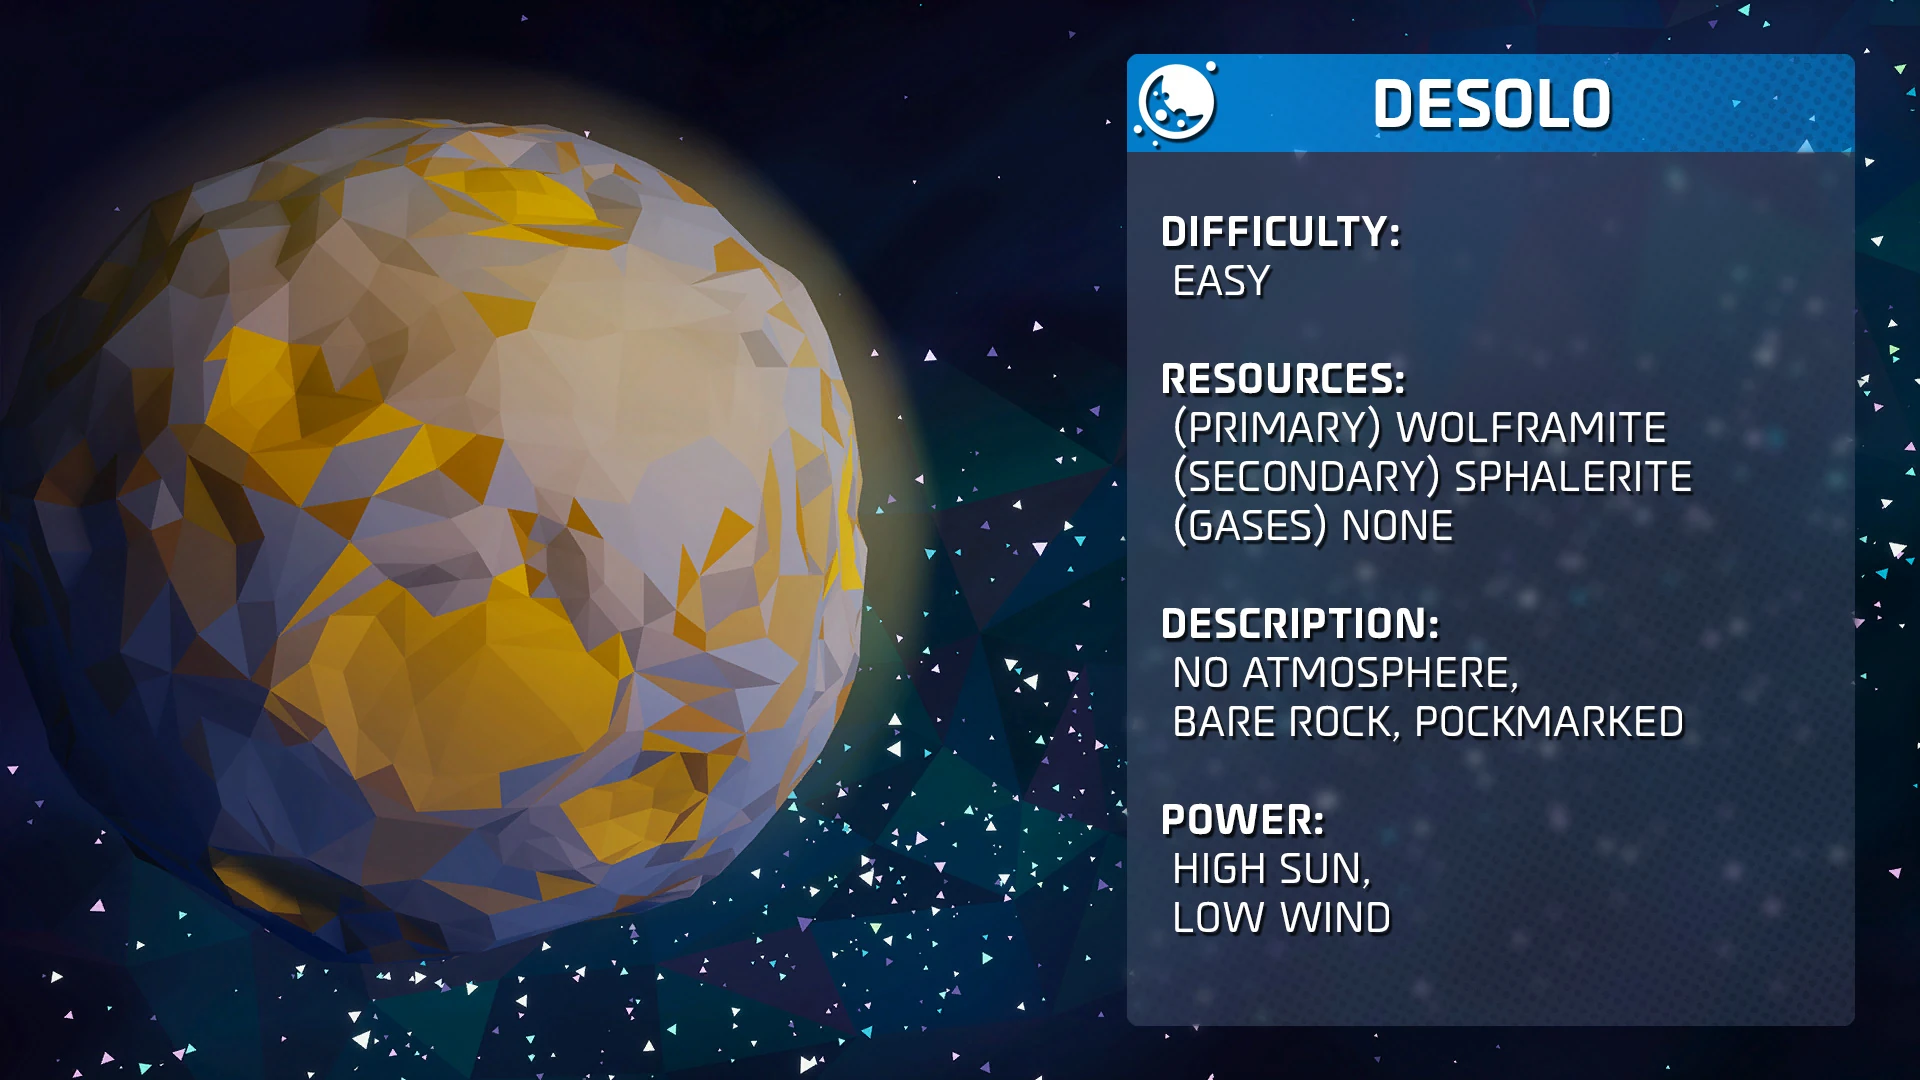 DESOLO
DIFFICULTY:
EASY
RESOURCES:
(PRIMARY) WOLFRAMITE
(SECONDARY) SPHALERITE
(GASES) NONE
DESCRIPTION:
NO ATMOSPHERE,
BARE ROCK, POCKMARKED
POWER:
HIGH SUN,
LOW WIND